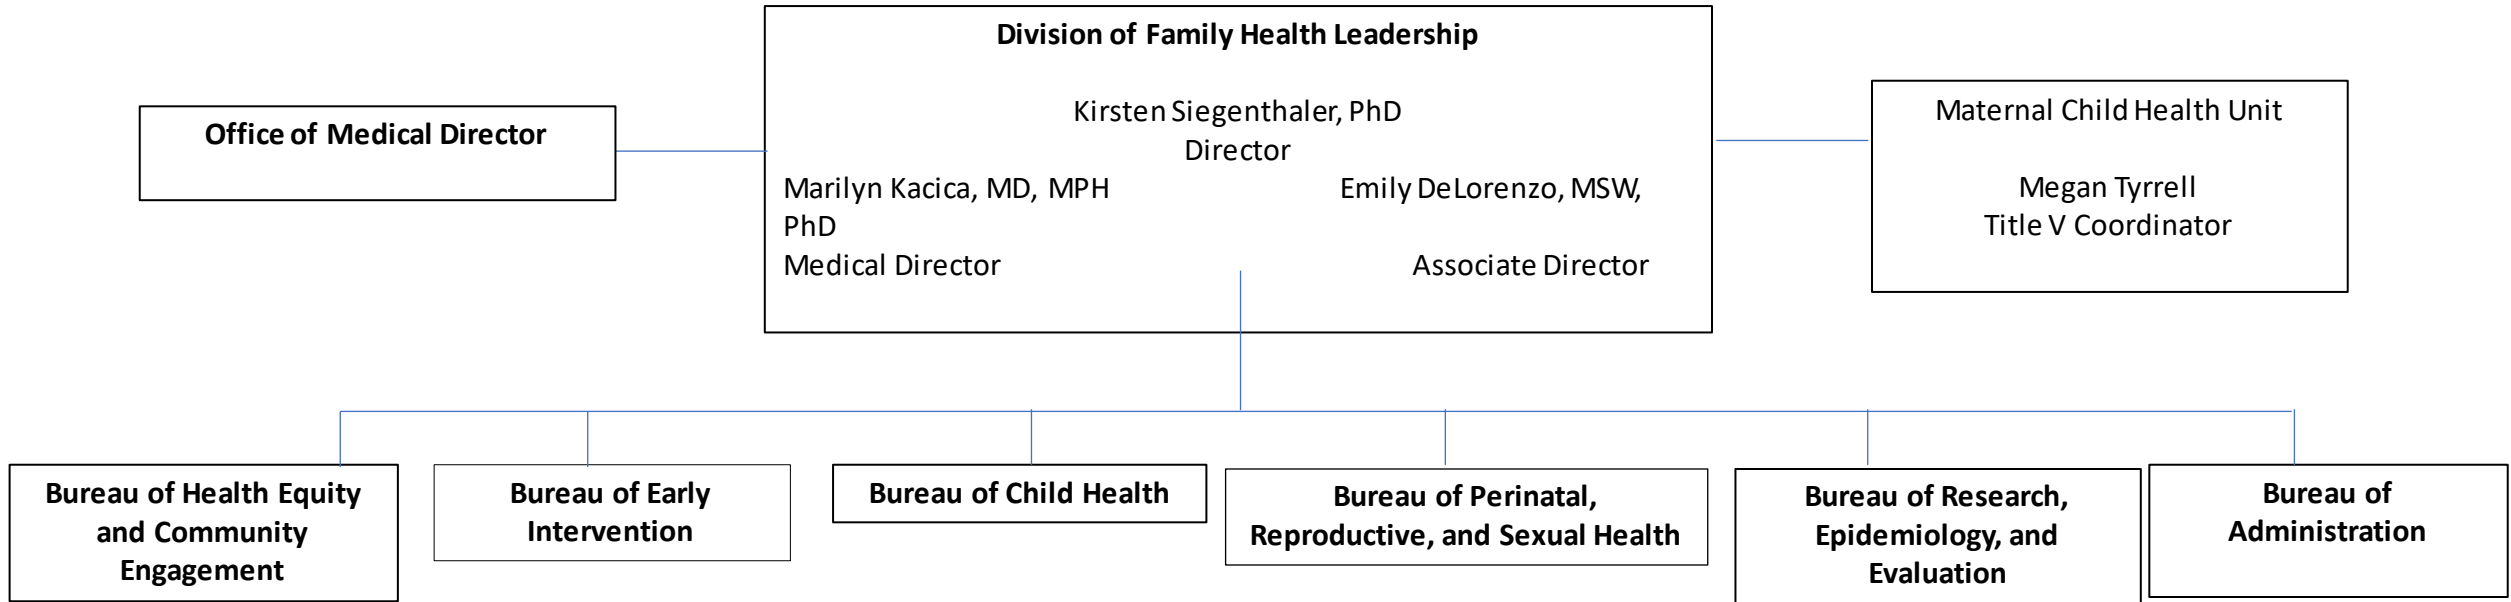 Division of Family Health Leadership
Kirsten Siegenthaler, PhD
Director
Marilyn Kacica, MD, MPH
Emily DeLorenzo, MSW,
PhD
Medical Director
Associate Director
Office of Medical Director
Maternal Child Health Unit
Megan Tyrrell
Title V Coordinator
Bureau of Health Equity
and Community
Engagement
Bureau of Early
Intervention
Bureau of Child Health
Bureau of Perinatal,
Reproductive, and Sexual Health
Bureau of Research,
Epidemiology, and
Evaluation
Bureau of
Administration